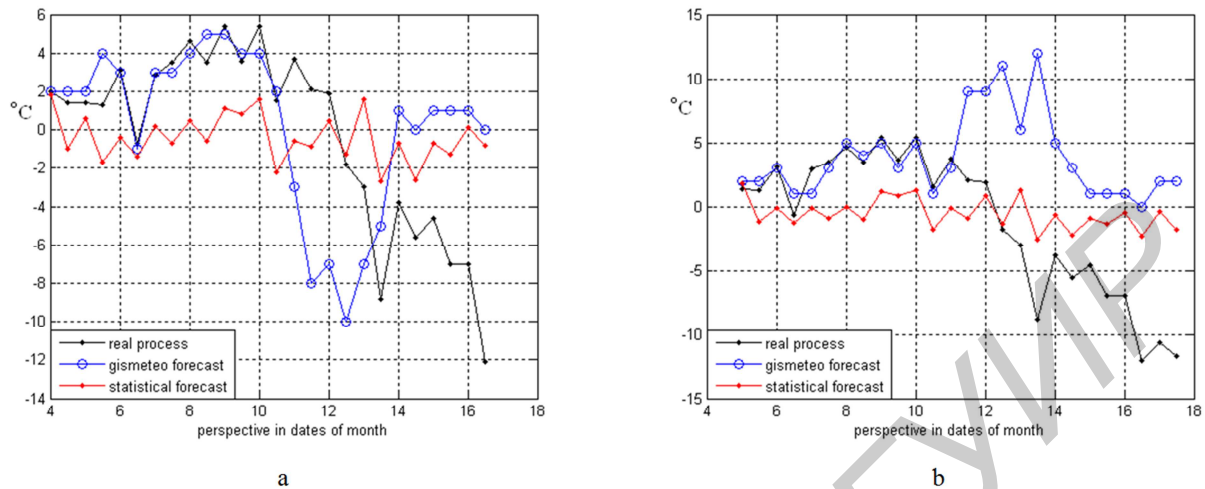 6
4
2
0
-2
-4
-6
-8
-10
-12
-14
°C
4 6 8 10 12 14 16 18
perspective in dates of month
real process
gismeteo forecast
statistical forecast
a
15
10
5
0
-5
-10
-15
°C
4 6 8 10 12 14 16 18
perspective in dates of month
real process
gismeteo forecast
statistical forecast
b
ГУИР